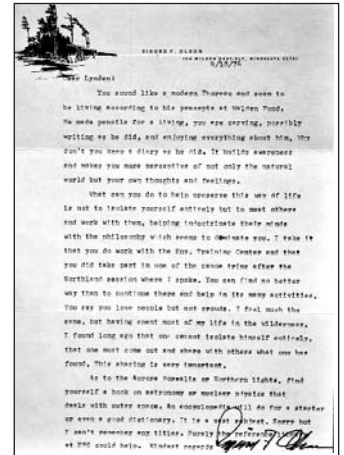 SIGURD F. OLSON
Dear Lynden:
You sound like a modern Thoreau and seem to
be living according to his precepts at Walden Pond.
He made pencils for a living, you are carving, possibly
writing as he did, and enjoying everything about him. Why
don't you keep a diary as he did. It builds awareness
and makes you more perceptive of not only the natural
world but your own thoughts and feelings.
What can you do to help preserve this way of life
is not to isolate yourself entirely but to meet others
and work with them, helping indoctrinate their minds
with the philosophy which seems to dominate you. I take it
that you do work with the Env. Training Center and that
you did take part in one of the canoe trips after the
Northland session where I spoke. You can find no better
way then to continue there and help in its many activities.
You say you love people but not crowds. I feel much the
same, but having spent most of my life in the wilderness,
I found long ago that one cannot isolate himself entirely,
that one must come out and share with others what one has
found. This sharing is very important.
As to the Aurora Borealis or Northern lights, find
yourself a book on astronomy or nuclear physics that
deals with outer space. An encyclopedia will do for a starter
or even a good dictionary. It is a vast subject. Sorry but
I can't remember any titles. Surely the reference
at could help. Kindest regards